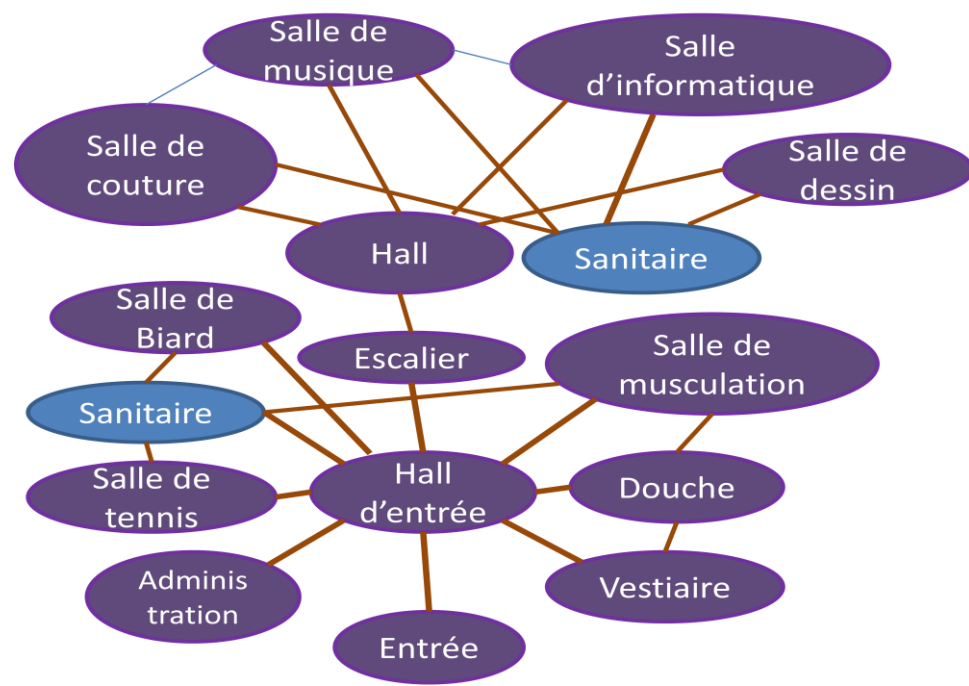 Salle de
musique
Salle
d’informatique
Salle de
couture
Salle de
dessin
Hall
Sanitaire
Salle de
Biard
Escalier
Salle de
musculation
Sanitaire
Salle de
tennis
Hall
d’entrée
Douche
Adminis
tration
Vestiaire
Entrée